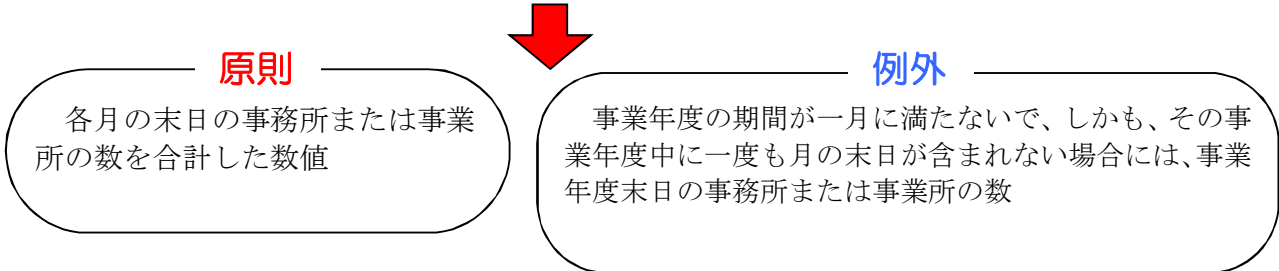 原則
各月の末日の事務所または事業
所の数を合計した数値
例外
事業年度の期間が一月に満たないで、しかも、その事
業年度中に一度も月の末日が含まれない場合には、事業
年度末日の事務所または事業所の数